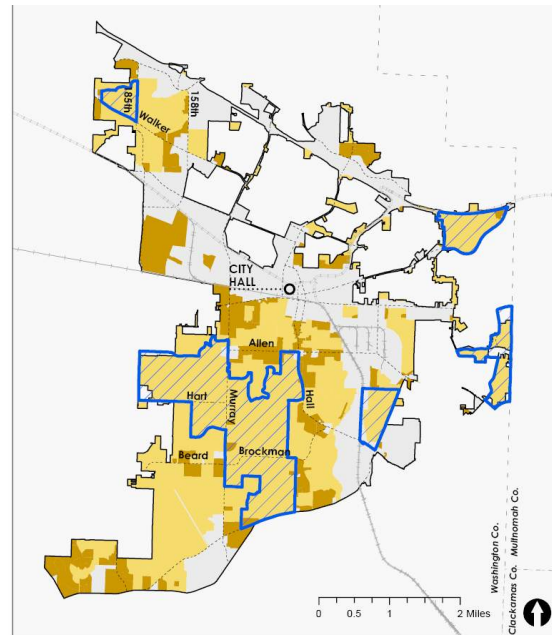 185th
158th
Walker
CITY
HALL
Allen
Hart
Murray
Hall
Beard
Brockman
Washington Co.
Clackamas Co. Multnomah Co.
0 0.5 1 2 Miles